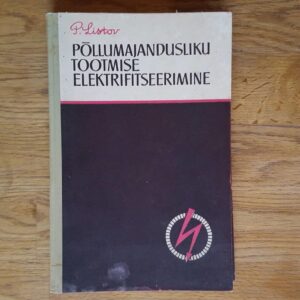 P. Listov
PÕLLUMAJANDUSLIKU
TOOTMISE
ELEKTRIFITSEERIMINE